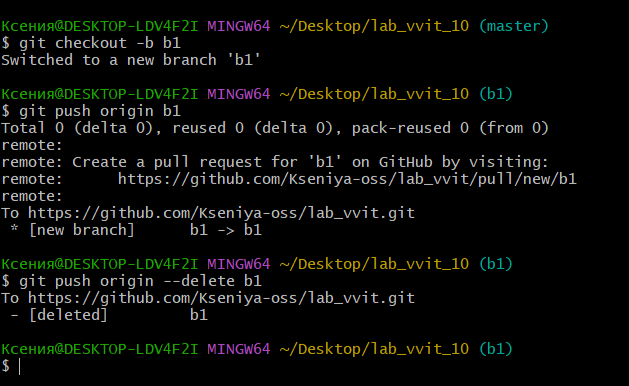 Ксения@DESKTOP-LDV4F2I MINGW64 ~/Desktop/lab_vvit_10 (master)
$ git checkout -b b1
Switched to a new branch 'b1'

Ксения@DESKTOP-LDV4F2I MINGW64 ~/Desktop/lab_vvit_10 (b1)
$ git push origin b1
Total 0 (delta 0), reused 0 (delta 0), pack-reused 0 (from 0)
remote:
remote: Create a pull request for 'b1' on GitHub by visiting:
remote:      https://github.com/Kseniya-oss/lab_vvit/pull/new/b1
remote:
To https://github.com/Kseniya-oss/lab_vvit.git
 * [new branch]      b1 -> b1

Ксения@DESKTOP-LDV4F2I MINGW64 ~/Desktop/lab_vvit_10 (b1)
$ git push origin --delete b1
To https://github.com/Kseniya-oss/lab_vvit.git
 - [deleted]         b1

Ксения@DESKTOP-LDV4F2I MINGW64 ~/Desktop/lab_vvit_10 (b1)
$